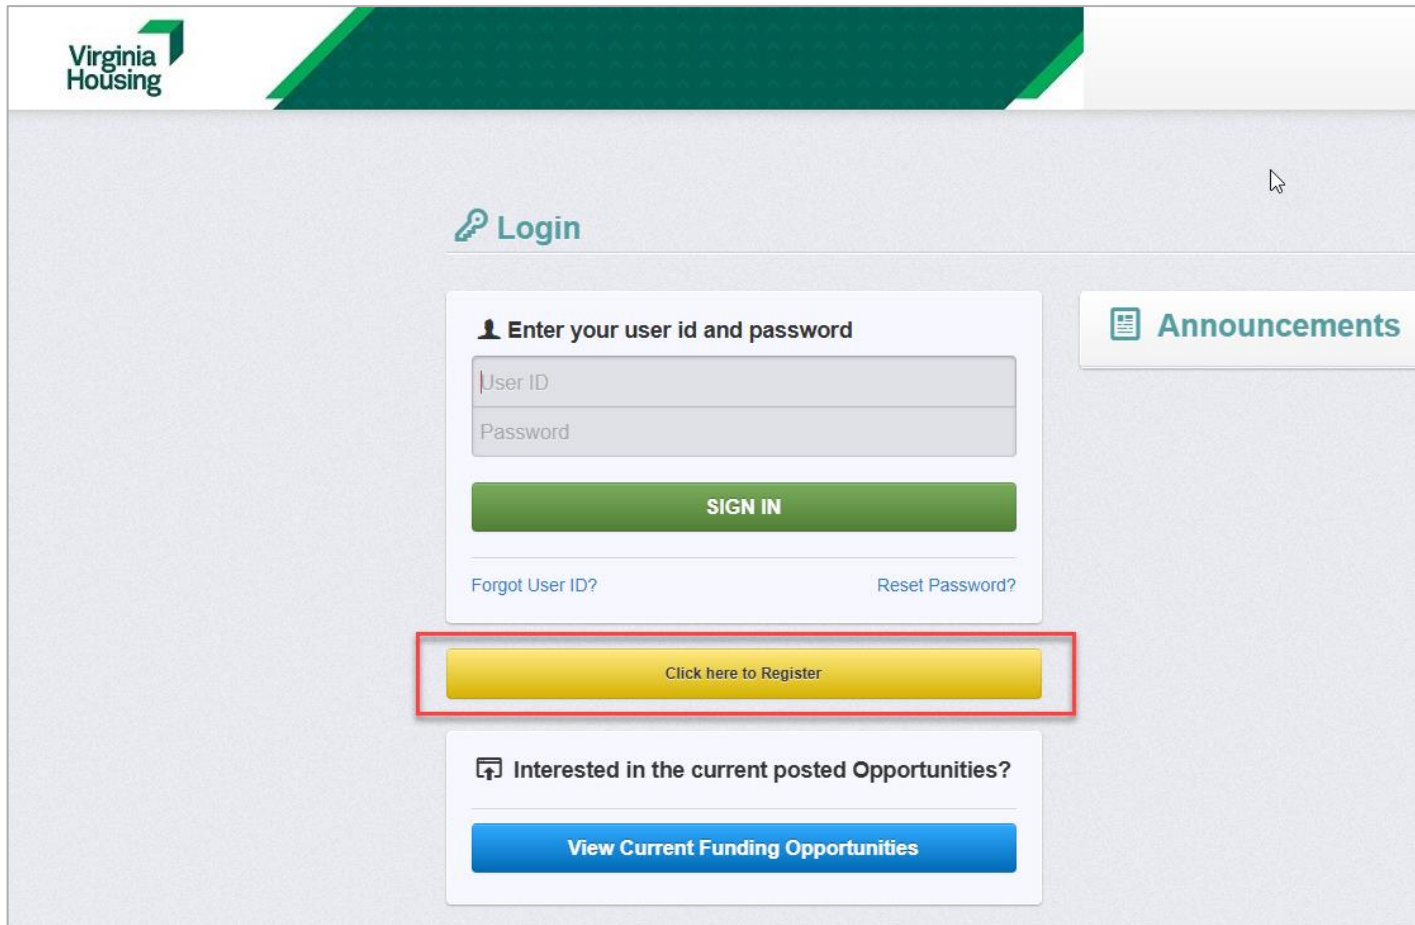 Virginia
Housing
Login
Enter your user id and password
User ID
Password
SIGN IN
Forgot User ID?
Reset Password?
Click here to Register
Interested in the current posted Opportunities?
View Current Funding Opportunities
Announcements